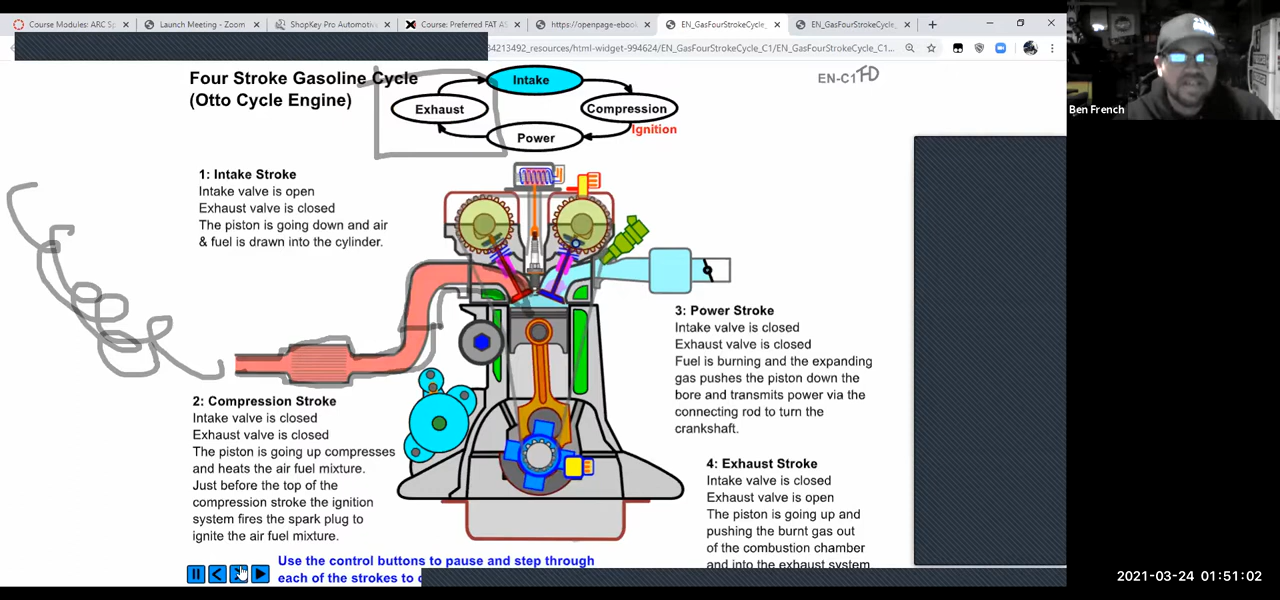 Course Modules: ARC Sp
Launch Meeting - Zoom
ShopKey Pro Automotive
Course: Preferred FAT AS
https://openpage-eboo
EN_GasFourStrokeCycle_
EN_GasFourStrokeCycle_
84213492_resources/html-widget-994624/EN_GasFourStrokeCycle_C1/EN_GasFourStrokeCycle_C1...
Four Stroke Gasoline Cycle
(Otto Cycle Engine)
Intake
Exhaust
Compression
Ignition
Power
EN-C1
Ben French
1: Intake Stroke
Intake valve is open
Exhaust valve is closed
The piston is going down and air
& fuel is drawn into the cylinder.
2: Compression Stroke
Intake valve is closed
Exhaust valve is closed
The piston is going up compresses
and heats the air fuel mixture.
Just before the top of the
compression stroke the ignition
system fires the spark plug to
ignite the air fuel mixture.
3: Power Stroke
Intake valve is closed
Exhaust valve is closed
Fuel is burning and the expanding
gas pushes the piston down the
bore and transmits power via the
connecting rod to turn the
crankshaft.
4: Exhaust Stroke
Intake valve is closed
Exhaust valve is open
The piston is going up and
pushing the burnt gas out
of the combustion chamber
and into the exhaust system
Use the control buttons to pause and step through
each of the strokes to
2021-03-24 01:51:02